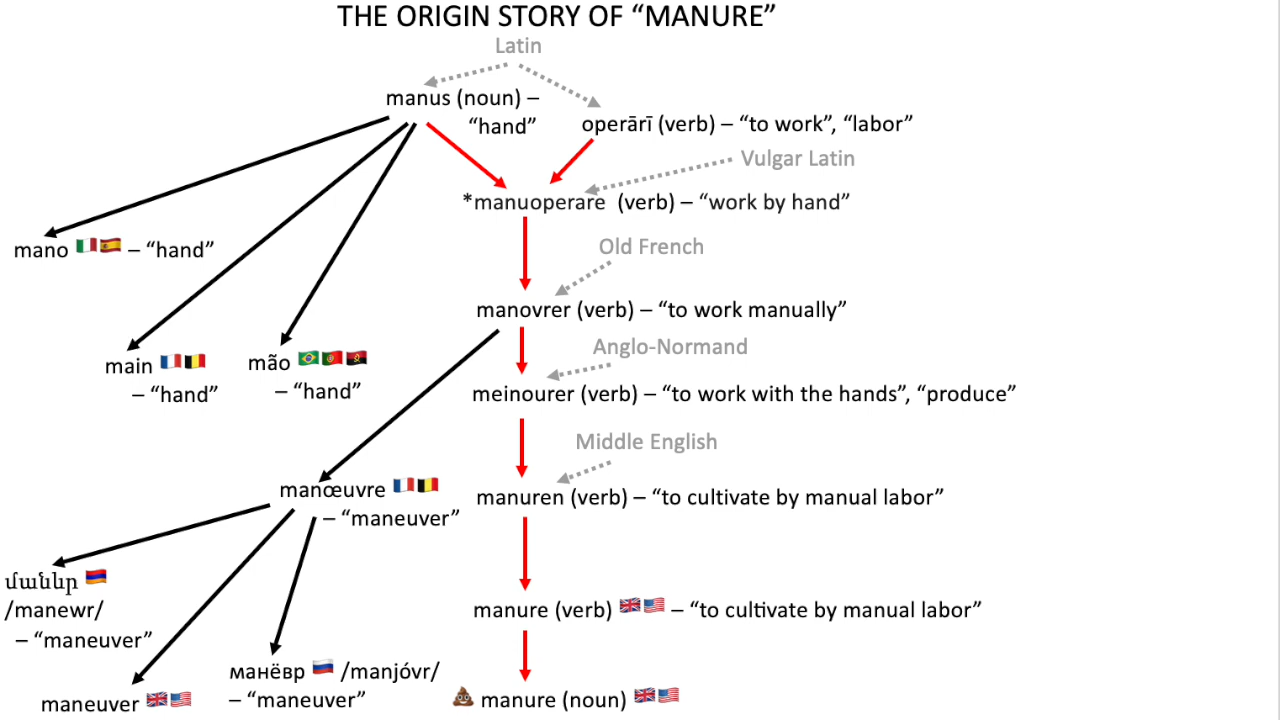 THE ORIGIN STORY OF “MANURE”
Latin
manus (noun) –
“hand”
operārī (verb) – “to work”, “labor”
Vulgar Latin
*manuoperare (verb) – “work by hand”
mano – “hand”
Old French
manovrer (verb) – “to work manually”
main
– “hand”
mão
– “hand”
Anglo-Normand
meinourer (verb) – “to work with the hands”, “produce”
Middle English
manœuvre
– “maneuver”
manuren (verb) – “to cultivate by manual labor”
մանևր
/manewr/
– “maneuver”
manure (verb) – “to cultivate by manual labor”
манёвр /manjóvr/
– “maneuver”
maneuver
manure (noun)